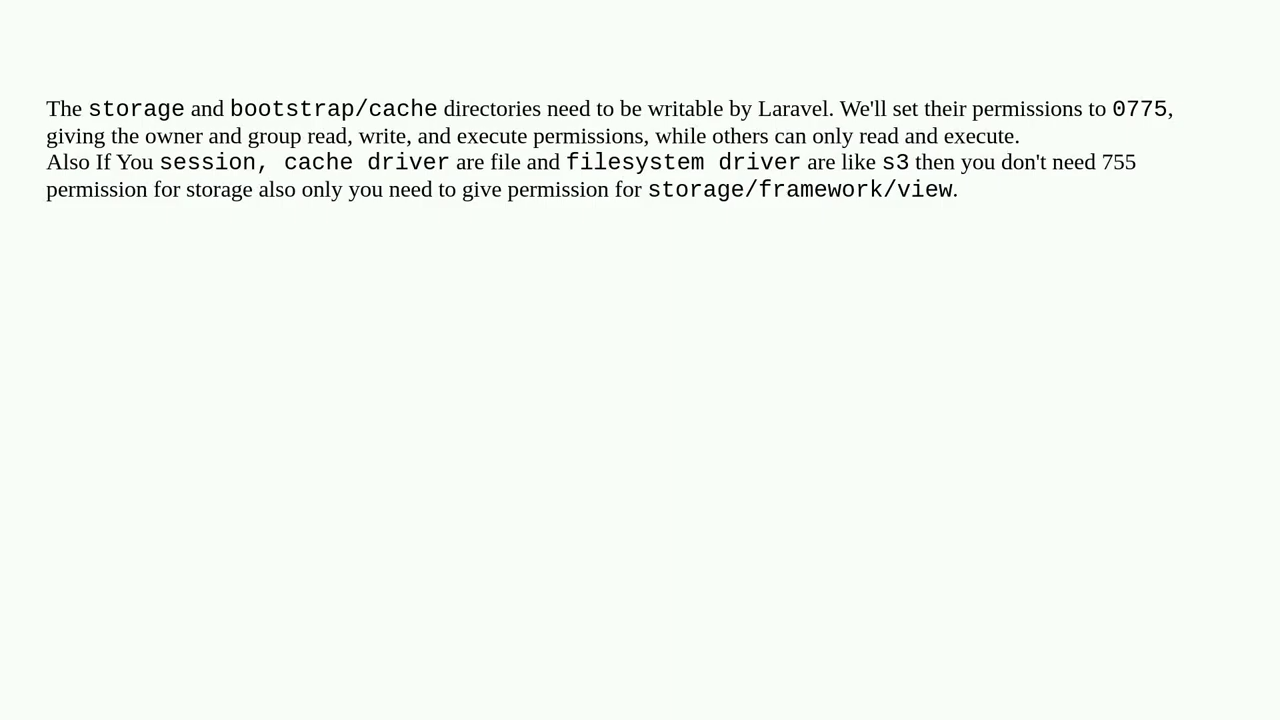 The storage and bootstrap/cache directories need to be writable by Laravel. We'll set their permissions to 0775,
giving the owner and group read, write, and execute permissions, while others can only read and execute.
Also If You session, cache driver are file and filesystem driver are like s3 then you don't need 755
permission for storage also only you need to give permission for storage/framework/view.